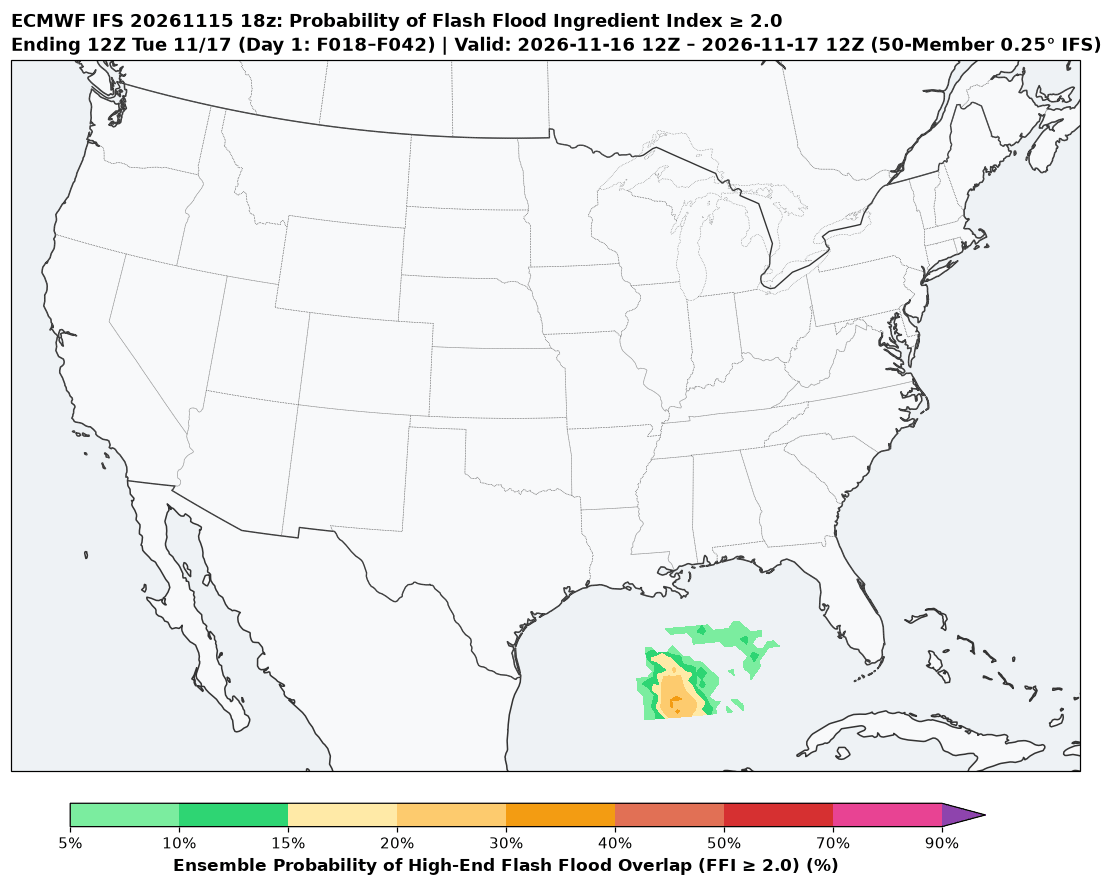 ECMWF IFS 20261115 18z: Probability of Flash Flood Ingredient Index ≥ 2.0
Ending 12Z Tue 11/17 (Day 1: F018–F042) | Valid: 2026-11-16 12Z – 2026-11-17 12Z (50-Member 0.25° IFS)
5% 10% 15% 20% 30% 40% 50% 70% 90%
Ensemble Probability of High-End Flash Flood Overlap (FFI ≥ 2.0) (%)